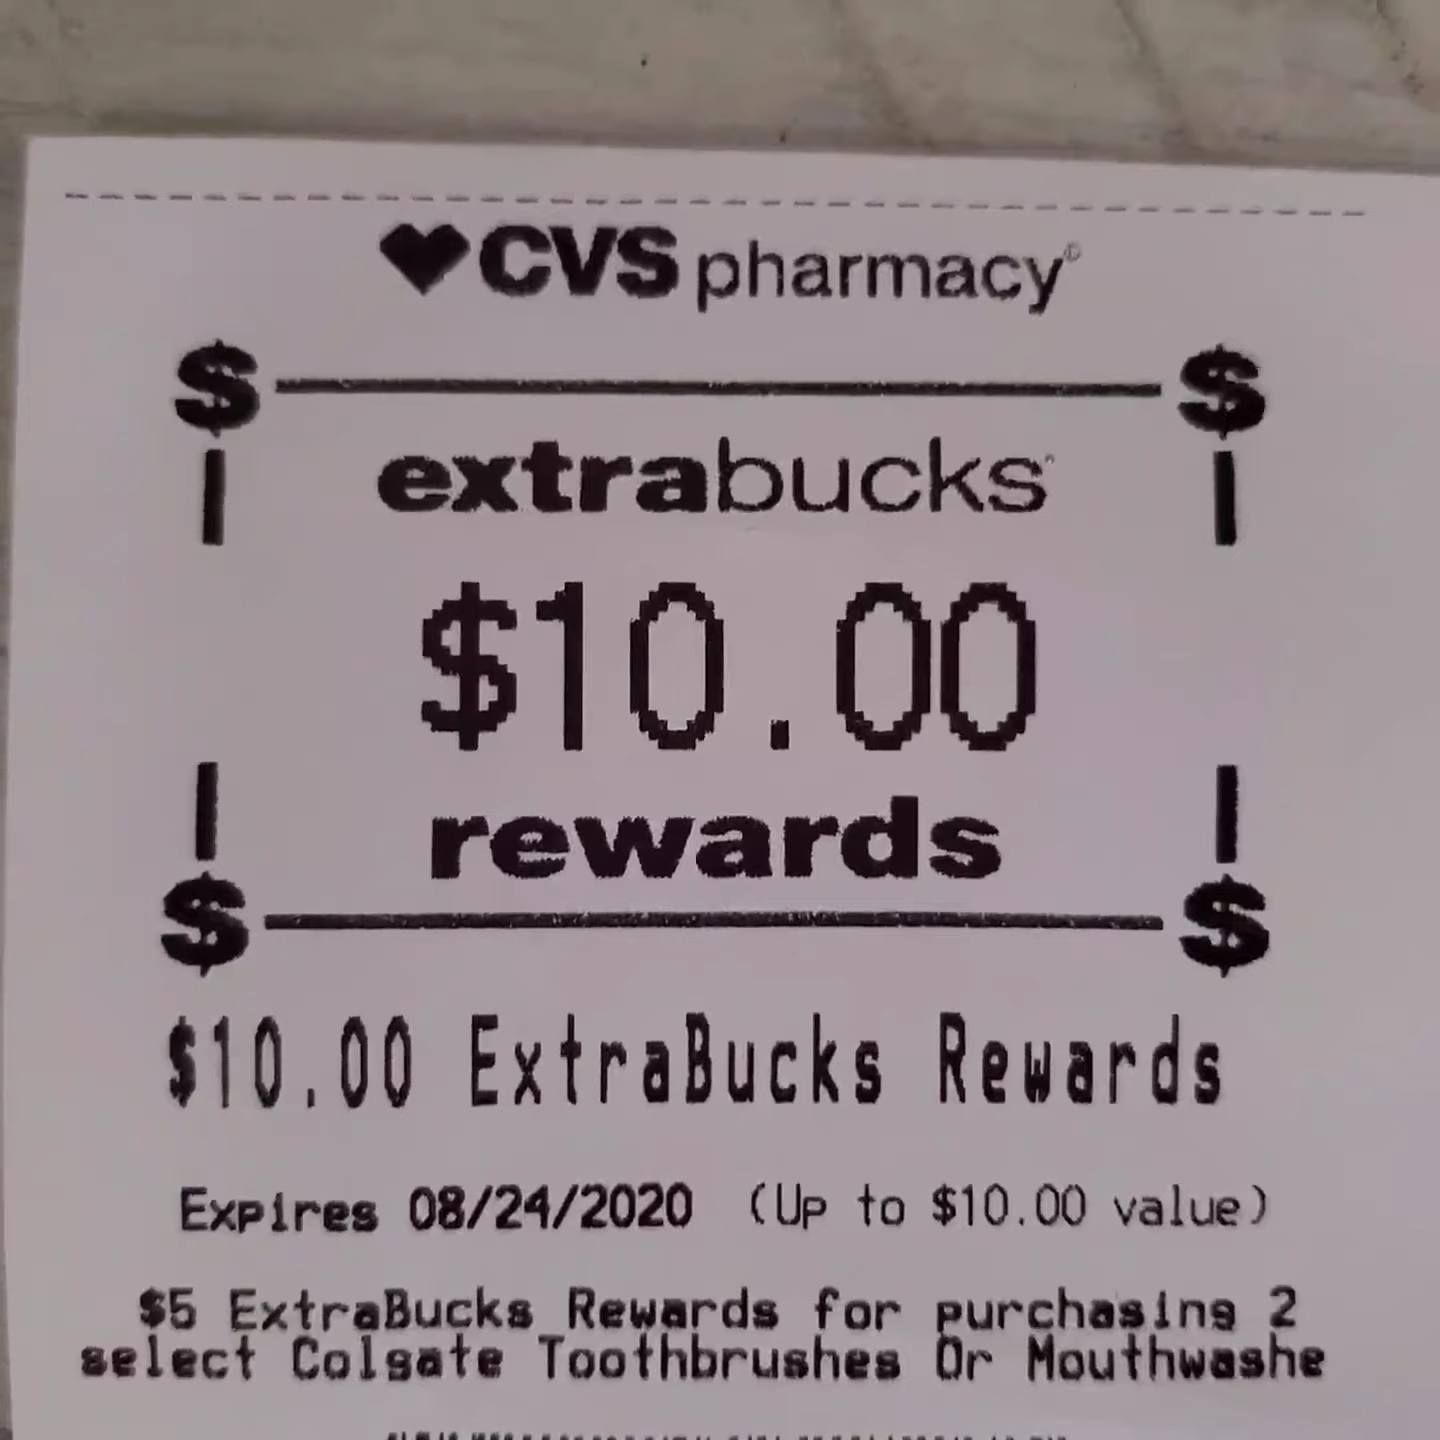 CVS pharmacy
$ $
extrabucks
$10.00
rewards
$ $
$10.00 ExtraBucks Rewards
Expires 08/24/2020 (Up to $10.00 value)
$5 ExtraBucks Rewards for purchasing 2
select Colgate Toothbrushes Or Mouthwashe